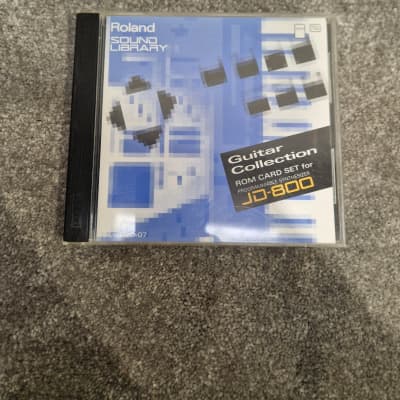 Roland
SOUND
LIBRARY
Guitar
Collection
ROM CARD SET for
PROGRAMMABLE SYNTHESIZER
JD-800